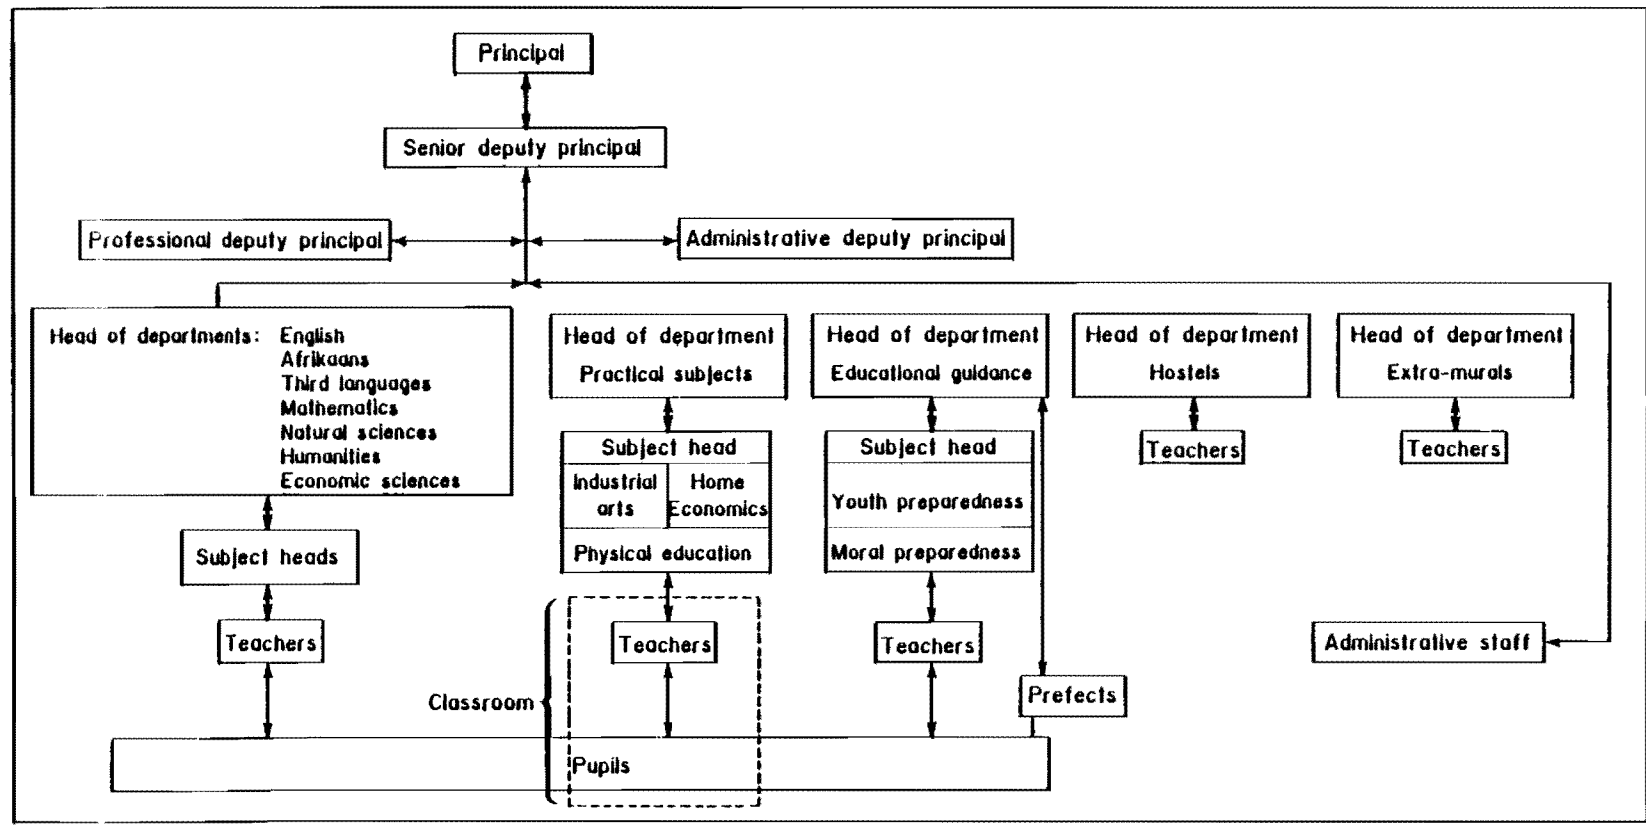 Principal
Senior deputy principal
Professional deputy principal
Administrative deputy principal
Head of departments: English
Afrikaans
Third languages
Mathematics
Natural sciences
Humanities
Economic sciences
Head of department
Practical subjects
Head of department
Educational guidance
Head of department
Hostels
Head of department
Extra-murals
Subject head
Industrial
arts
Home
Economics
Physical education
Subject head
Youth preparedness
Moral preparedness
Teachers
Teachers
Subject heads
Teachers
Teachers
Teachers
Administrative staff
Classroom
Prefects
Pupils